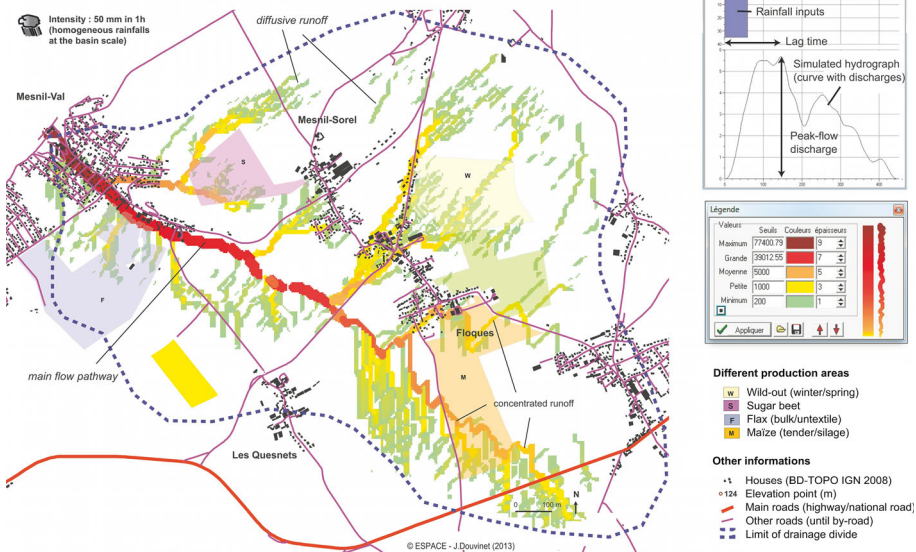 Intensity : 50 mm in 1h
(homogeneous rainfalls
at the basin scale)
diffusive runoff
Mesnil-Val
Mesnil-Sorel
S
W
F
Floques
M
main flow pathway
concentrated runoff
Les Quesnets
0 100 m
N
© ESPACE - J.Douvinet (2013)
Rainfall inputs
Lag time
Simulated hydrograph
(curve with discharges)
Peak-flow
discharge
0 100 200 300 400
Légende
Valeurs
Seuils Couleurs épaisseurs
Maximum 77400.79 9
Grande 39012.55 7
Moyenne 5000 5
Petite 1000 3
Minimum 200 1
Appliquer
Different production areas
W Wild-out (winter/spring)
S Sugar beet
F Flax (bulk/untextile)
M Maïze (tender/silage)
Other informations
Houses (BD-TOPO IGN 2008)
124 Elevation point (m)
Main roads (highway/national road)
Other roads (until by-road)
Limit of drainage divide